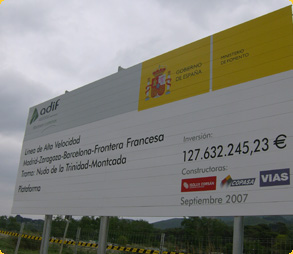 adif
GOBIERNO
DE ESPAÑA
MINISTERIO
DE FOMENTO
Línea de Alta Velocidad
Madrid-Zaragoza-Barcelona-Frontera Francesa
Tramo: Nudo de la Trinidad-Montcada
Plataforma
Inversión:
127.632.245,23 €
Constructoras:
COPASA
VIAS
Septiembre 2007